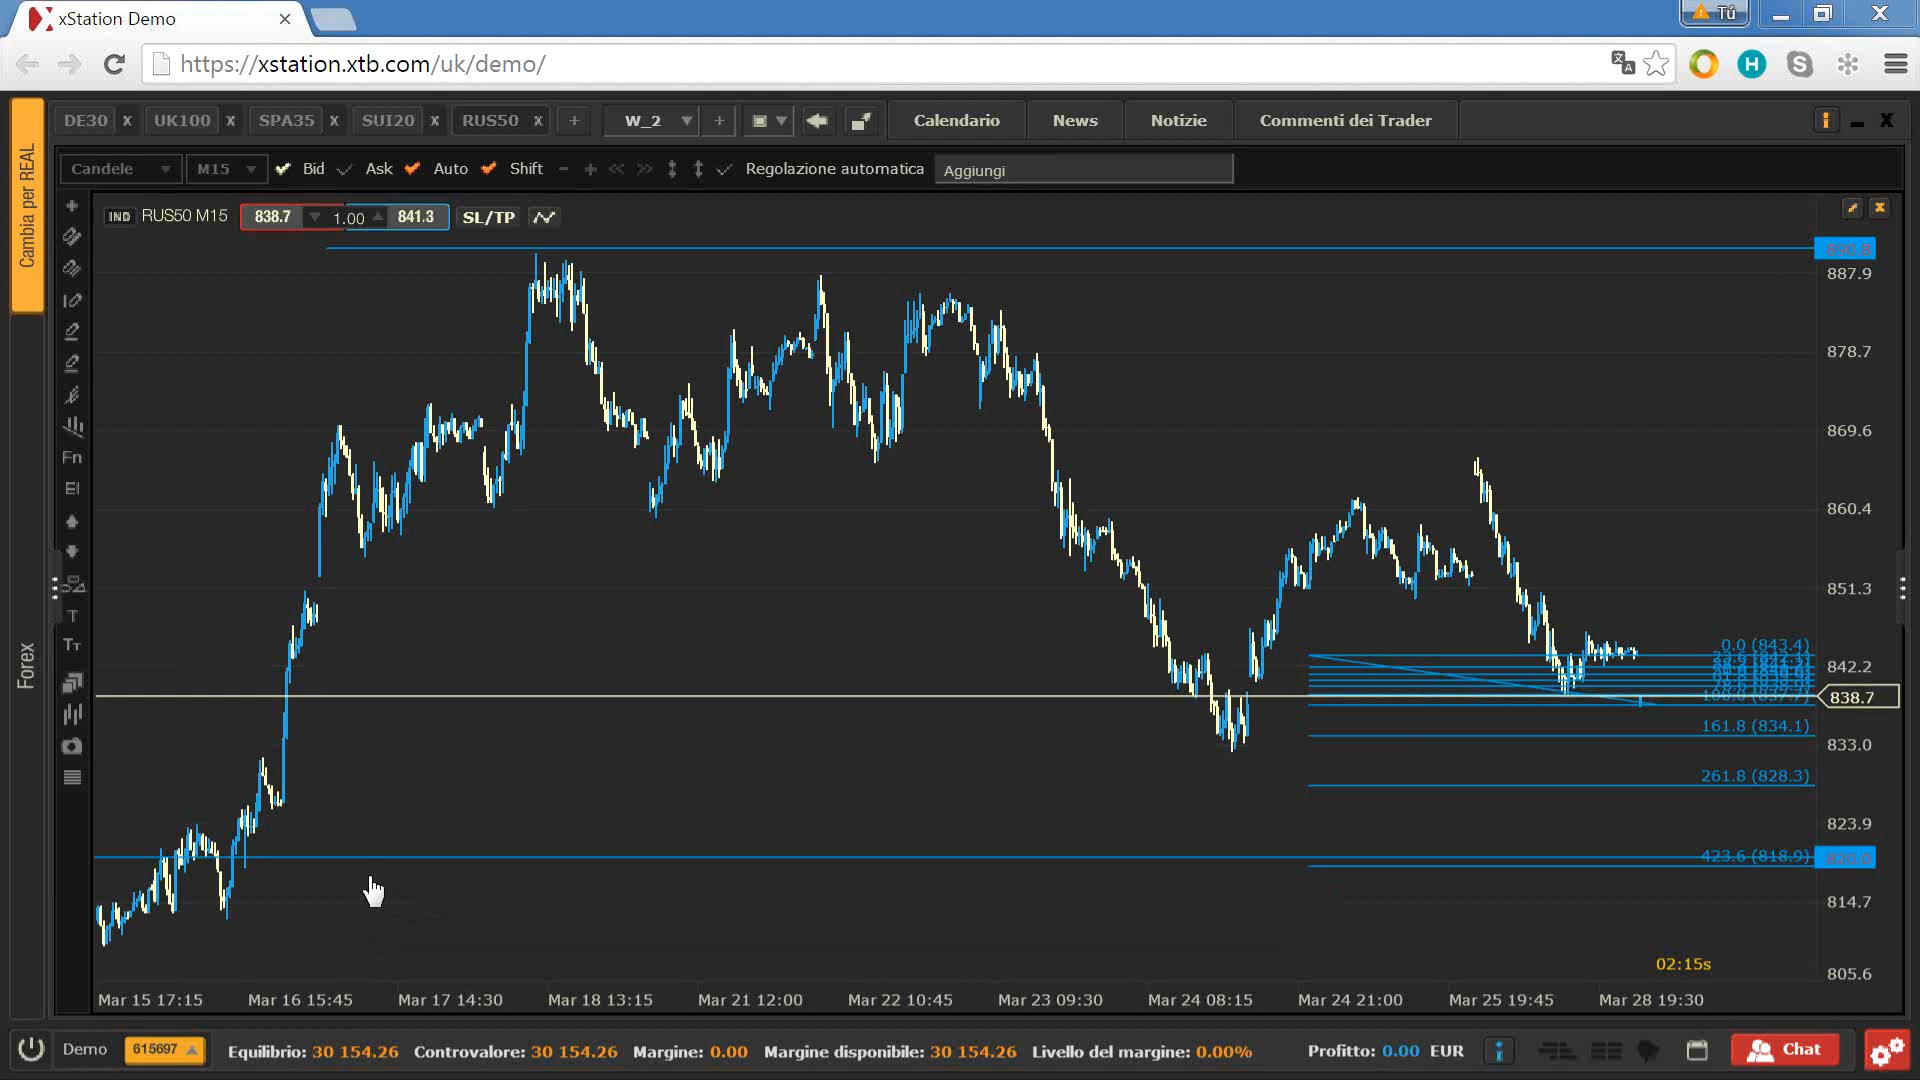 xStation Demo
Tú
https://xstation.xtb.com/uk/demo/
DE30 x UK100 x SPA35 x SUI20 x RUS50 x + W_2 + Calendario News Notizie Commenti dei Trader
Cambia per REAL
Candele M15 Bid Ask Auto Shift Regolazione automatica Aggiungi
IND RUS50 M15 838.7 1.00 841.3 SL/TP
887.9
878.7
869.6
860.4
851.3
0.0 (843.4)
842.2
838.7
161.8 (834.1)
833.0
261.8 (828.3)
823.9
423.6 (818.9)
814.7
805.6
02:15s
Fn
T
Forex
Mar 15 17:15 Mar 16 15:45 Mar 17 14:30 Mar 18 13:15 Mar 21 12:00 Mar 22 10:45 Mar 23 09:30 Mar 24 08:15 Mar 24 21:00 Mar 25 19:45 Mar 28 19:30
Demo 615697 Equilibrio: 30 154.26 Controvalore: 30 154.26 Margine: 0.00 Margine disponibile: 30 154.26 Livello del margine: 0.00% Profitto: 0.00 EUR Chat